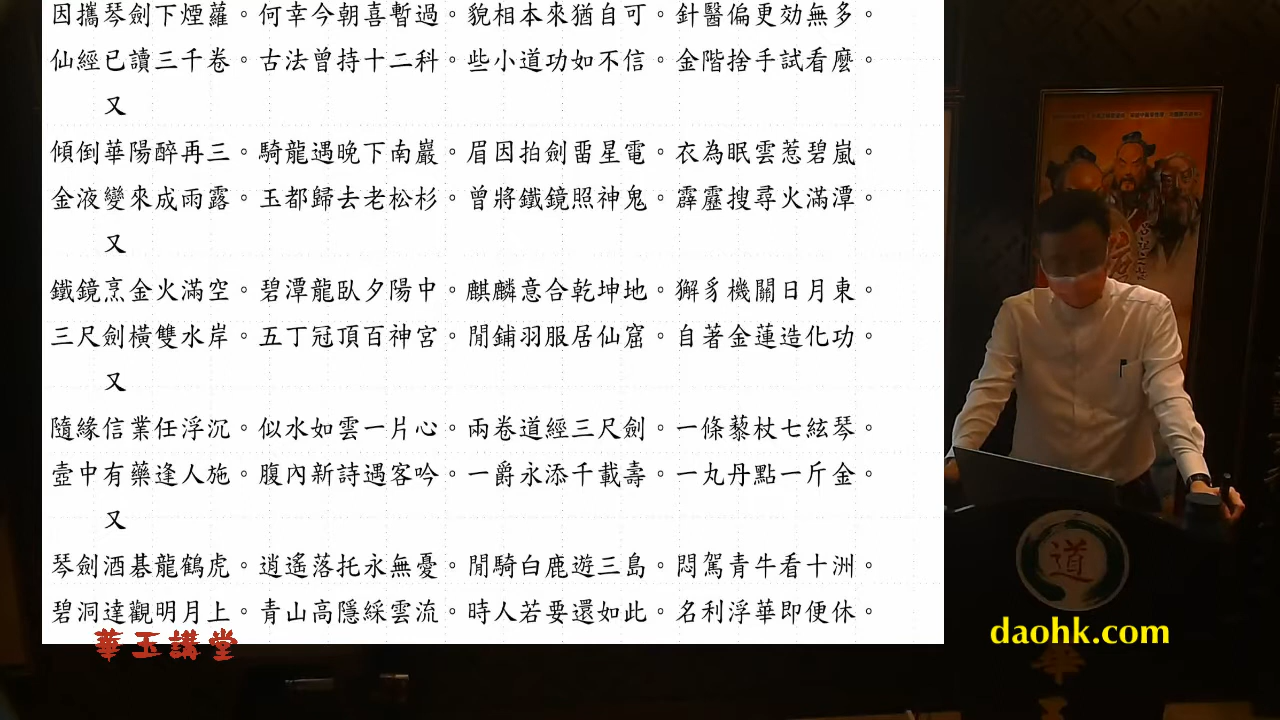 因攜琴劍下煙蘿。何幸今朝喜暫過。貌相本來猶自可。針醫偏更効無多。
仙經已讀三千卷。古法曾持十二科。些小道功如不信。金階捨手試看麼。
又
傾倒華陽醉再三。騎龍遇晚下南巖。眉因拍劍畱星電。衣為眠雲惹碧嵐。
金液變來成雨露。玉都歸去老松杉。曾將鐵鏡照神鬼。霹靂搜尋火滿潭。
又
鐵鏡烹金火滿空。碧潭龍臥夕陽中。麒麟意合乾坤地。獬豸機關日月東。
三尺劍橫雙水岸。五丁冠頂百神宮。閒鋪羽服居仙窟。自著金蓮造化功。
又
隨緣信業任浮沉。似水如雲一片心。兩卷道經三尺劍。一條藜杖七絃琴。
壺中有藥逢人施。腹內新詩遇客吟。一爵永添千載壽。一丸丹點一斤金。
又
琴劍酒碁龍鶴虎。逍遙落托永無憂。閒騎白鹿遊三島。悶駕青牛看十洲。
碧洞達觀明月上。青山高隱綵雲流。時人若要還如此。名利浮華即便休。
華玉講堂
道
daohk.com
華